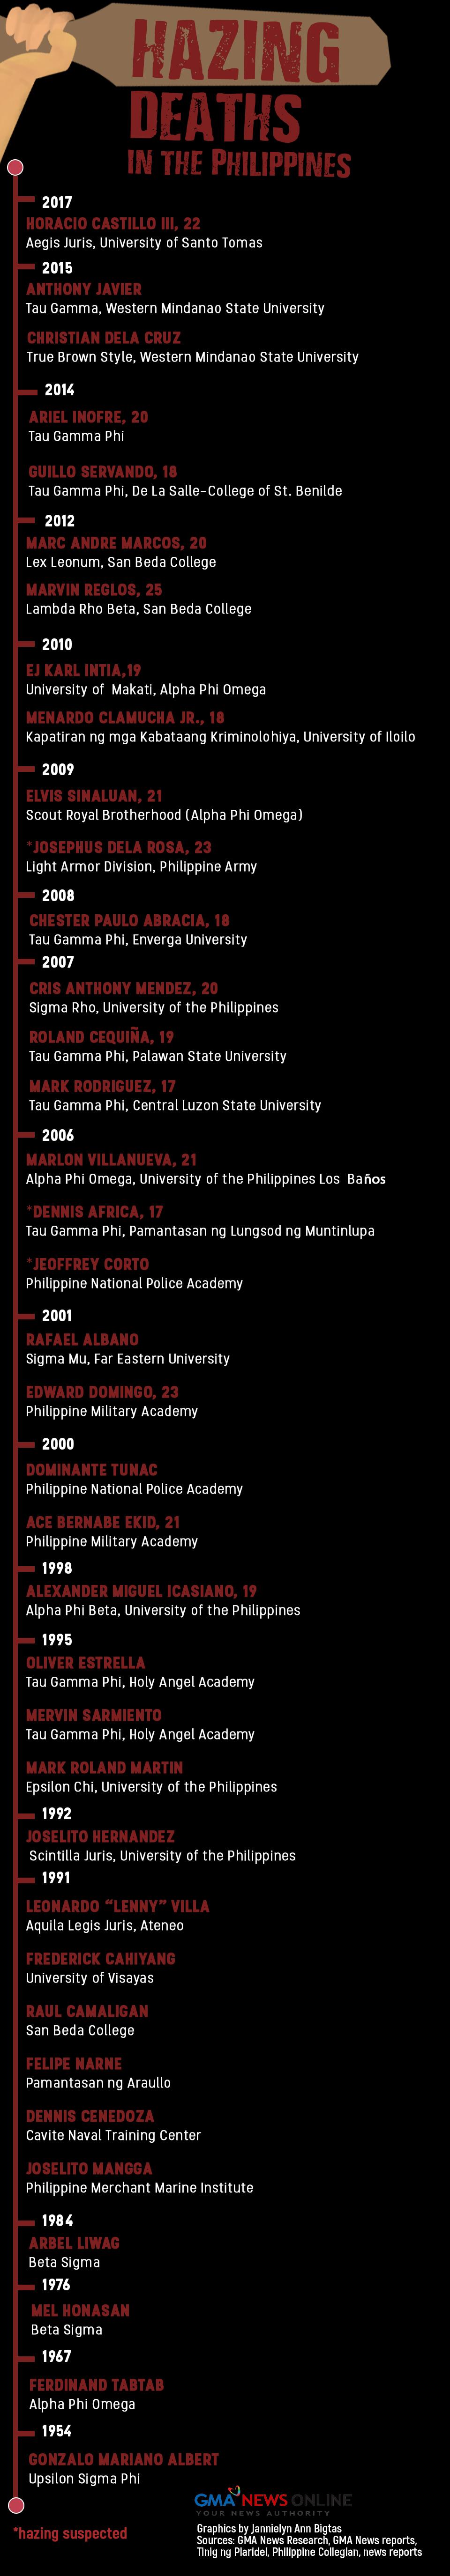 HAZING
DEATHS
IN THE PHILIPPINES
2017
HORACIO CASTILLO III, 22
Aegis Juris, University of Santo Tomas
2015
ANTHONY JAVIER
Tau Gamma, Western Mindanao State University
CHRISTIAN DELA CRUZ
True Brown Style, Western Mindanao State University
2014
ARIEL INOFRE, 20
Tau Gamma Phi
GUILLO SERVANDO, 18
Tau Gamma Phi, De La Salle-College of St. Benilde
2012
MARC ANDRE MARCOS, 20
Lex Leonum, San Beda College
MARVIN REGLOS, 25
Lambda Rho Beta, San Beda College
2010
EJ KARL INTIA,19
University of Makati, Alpha Phi Omega
MENARDO CLAMUCHA JR., 18
Kapatiran ng mga Kabataang Kriminolohiya, University of Iloilo
2009
ELVIS SINALUAN, 21
Scout Royal Brotherhood (Alpha Phi Omega)
*JOSEPHUS DELA ROSA, 23
Light Armor Division, Philippine Army
2008
CHESTER PAULO ABRACIA, 18
Tau Gamma Phi, Enverga University
2007
CRIS ANTHONY MENDEZ, 20
Sigma Rho, University of the Philippines
ROLAND CEQUIÑA, 19
Tau Gamma Phi, Palawan State University
MARK RODRIGUEZ, 17
Tau Gamma Phi, Central Luzon State University
2006
MARLON VILLANUEVA, 21
Alpha Phi Omega, University of the Philippines Los Baños
*DENNIS AFRICA, 17
Tau Gamma Phi, Pamantasan ng Lungsod ng Muntinlupa
*JEOFFREY CORTO
Philippine National Police Academy
2001
RAFAEL ALBANO
Sigma Mu, Far Eastern University
EDWARD DOMINGO, 23
Philippine Military Academy
2000
DOMINANTE TUNAC
Philippine National Police Academy
ACE BERNABE EKID, 21
Philippine Military Academy
1998
ALEXANDER MIGUEL ICASIANO, 19
Alpha Phi Beta, University of the Philippines
1995
OLIVER ESTRELLA
Tau Gamma Phi, Holy Angel Academy
MERVIN SARMIENTO
Tau Gamma Phi, Holy Angel Academy
MARK ROLAND MARTIN
Epsilon Chi, University of the Philippines
1992
JOSELITO HERNANDEZ
Scintilla Juris, University of the Philippines
1991
LEONARDO “LENNY” VILLA
Aquila Legis Juris, Ateneo
FREDERICK CAHIYANG
University of Visayas
RAUL CAMALIGAN
San Beda College
FELIPE NARNE
Pamantasan ng Araullo
DENNIS CENEDOZA
Cavite Naval Training Center
JOSELITO MANGGA
Philippine Merchant Marine Institute
1984
ARBEL LIWAG
Beta Sigma
1976
MEL HONASAN
Beta Sigma
1967
FERDINAND TABTAB
Alpha Phi Omega
1954
GONZALO MARIANO ALBERT
Upsilon Sigma Phi
GMA NEWS ONLINE
YOUR NEWS AUTHORITY
*hazing suspected
Graphics by Jannielyn Ann Bigtas
Sources: GMA News Research, GMA News reports,
Tinig ng Plaridel, Philippine Collegian, news reports